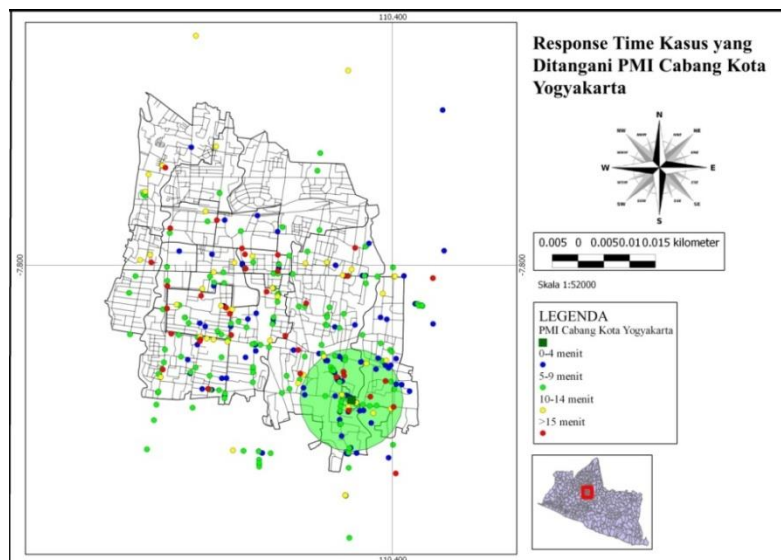 110.400
Response Time Kasus yang
Ditangani PMI Cabang Kota
Yogyakarta
N
W
E
S
-7.800
-7.800
0.005 0 0.0050.010.015 kilometer
Skala 1:52000
LEGENDA
PMI Cabang Kota Yogyakarta
0-4 menit
5-9 menit
10-14 menit
>15 menit
110.400